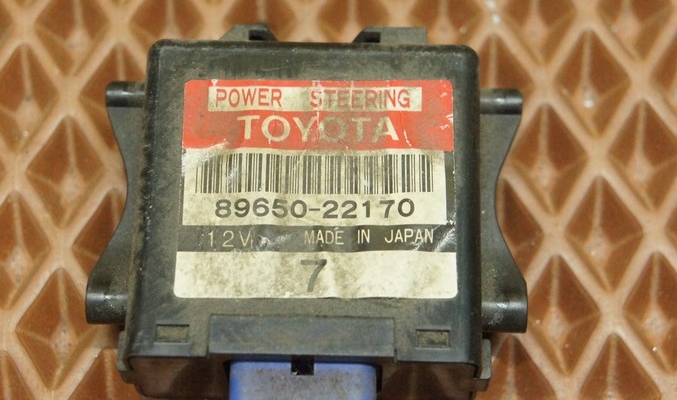 POWER STEERING
TOYOTA
89650-22170
12V MADE IN JAPAN
7